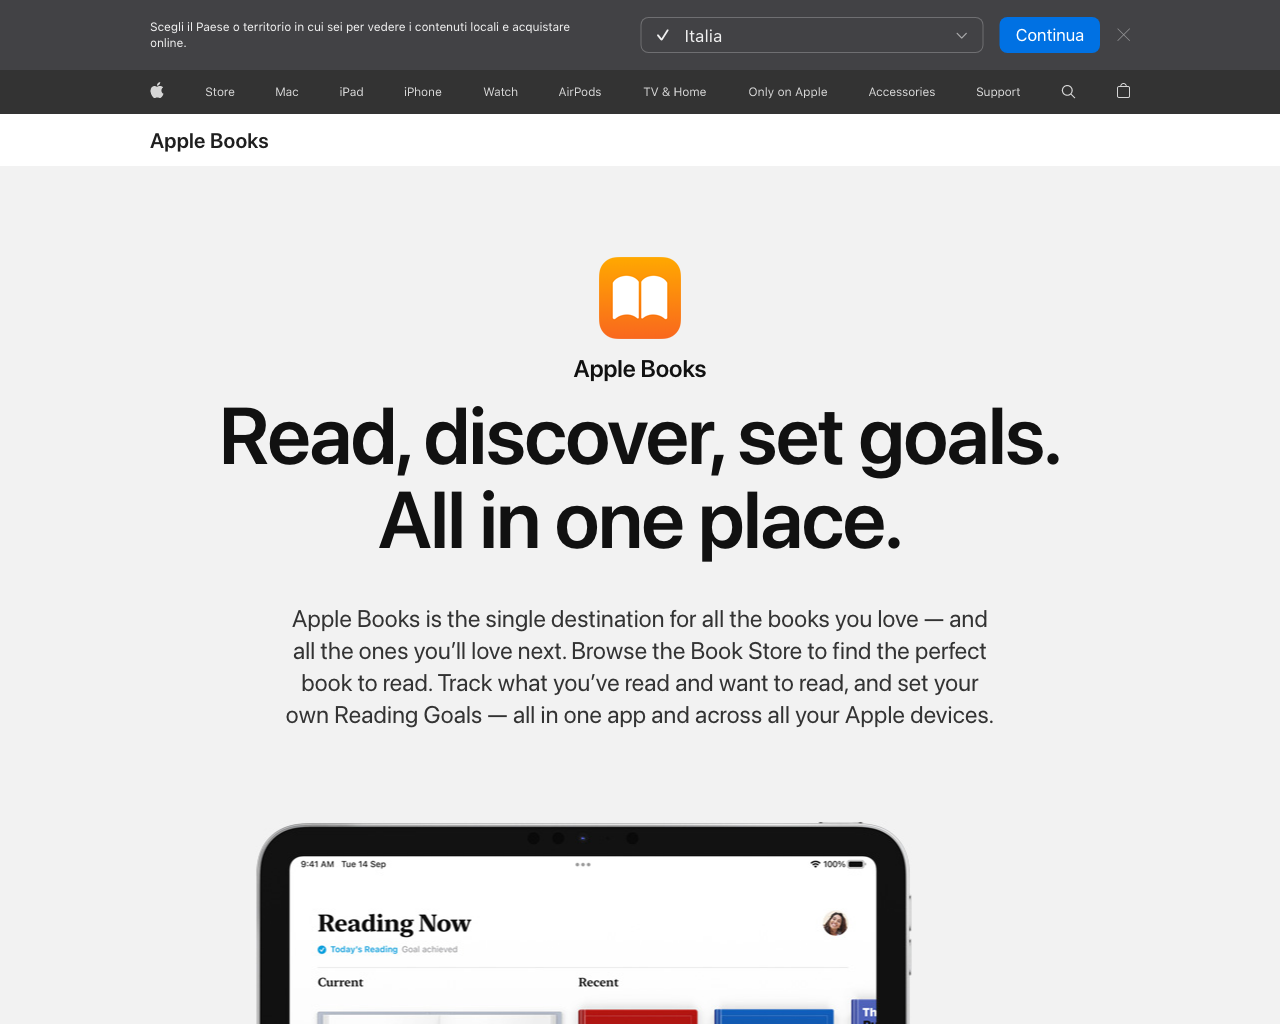 Scegli il Paese o territorio in cui sei per vedere i contenuti locali e acquistare
online.
Italia
Continua
Store
Mac
iPad
iPhone
Watch
AirPods
TV & Home
Only on Apple
Accessories
Support
Apple Books
Apple Books
Read, discover, set goals.
All in one place.
Apple Books is the single destination for all the books you love — and
all the ones you’ll love next. Browse the Book Store to find the perfect
book to read. Track what you’ve read and want to read, and set your
own Reading Goals — all in one app and across all your Apple devices.
9:41 AM Tue 14 Sep
100%
Reading Now
Today's Reading Goal achieved
Current
Recent